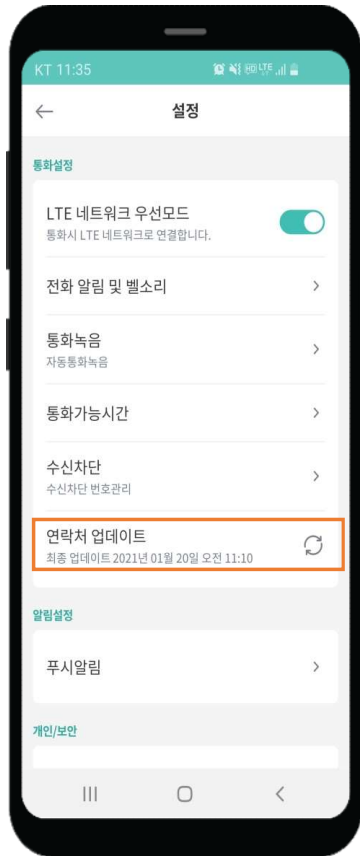 KT 11:35
HD LTE
설정
통화설정
LTE 네트워크 우선모드
통화시 LTE 네트워크로 연결합니다.
전화 알림 및 벨소리
통화녹음
자동통화녹음
통화가능시간
수신차단
수신차단 번호관리
연락처 업데이트
최종 업데이트 2021년 01월 20일 오전 11:10
알림설정
푸시알림
개인/보안